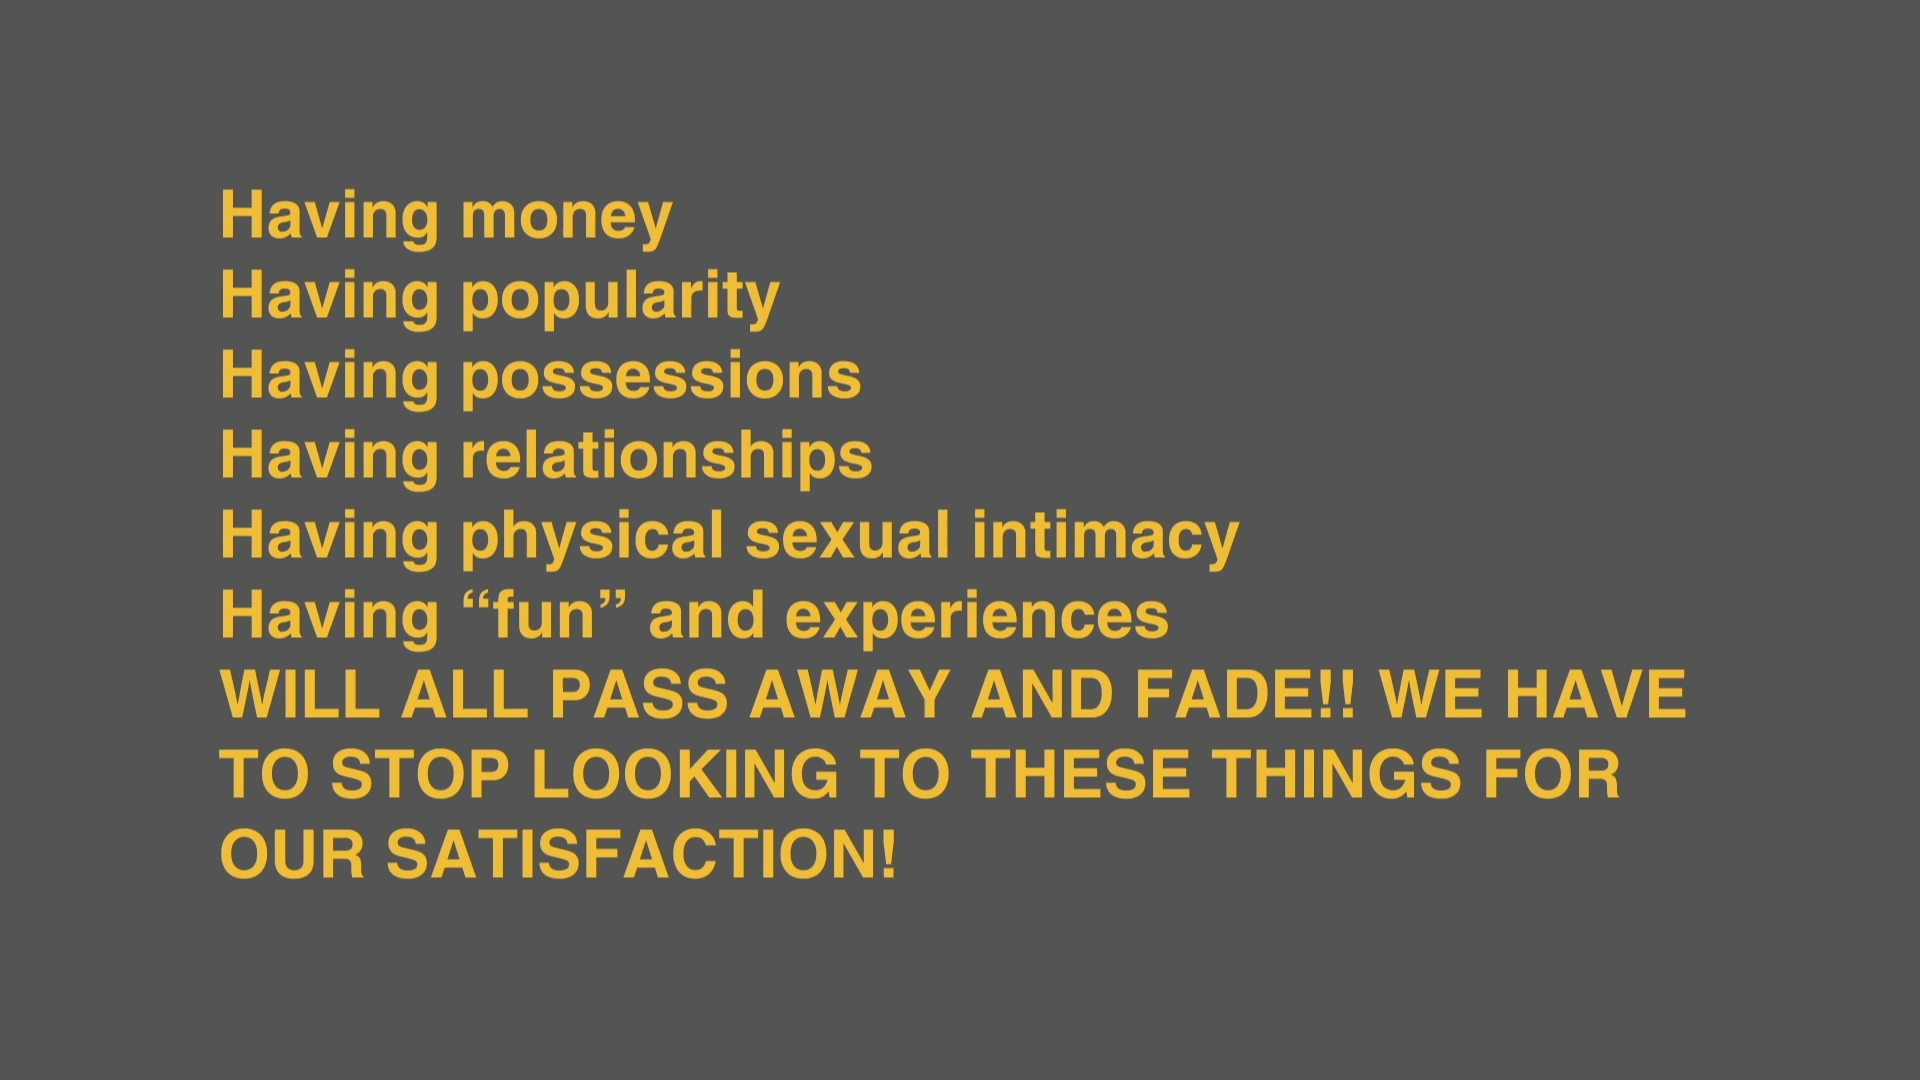 Having money
Having popularity
Having possessions
Having relationships
Having physical sexual intimacy
Having “fun” and experiences
WILL ALL PASS AWAY AND FADE!! WE HAVE
TO STOP LOOKING TO THESE THINGS FOR
OUR SATISFACTION!